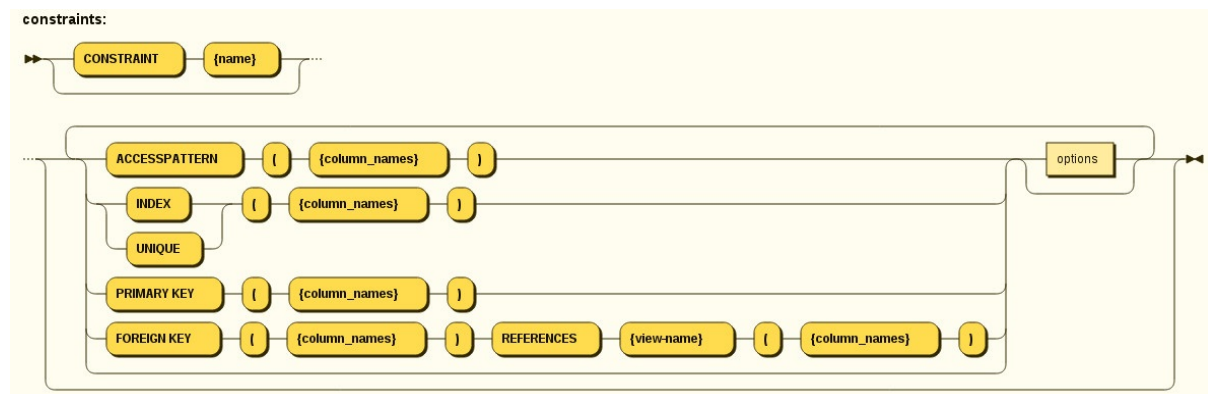 constraints:
CONSTRAINT {name}
ACCESSPATTERN ( {column_names} ) options
INDEX ( {column_names} )
UNIQUE
PRIMARY KEY ( {column_names} )
FOREIGN KEY ( {column_names} ) REFERENCES {view-name} ( {column_names} )